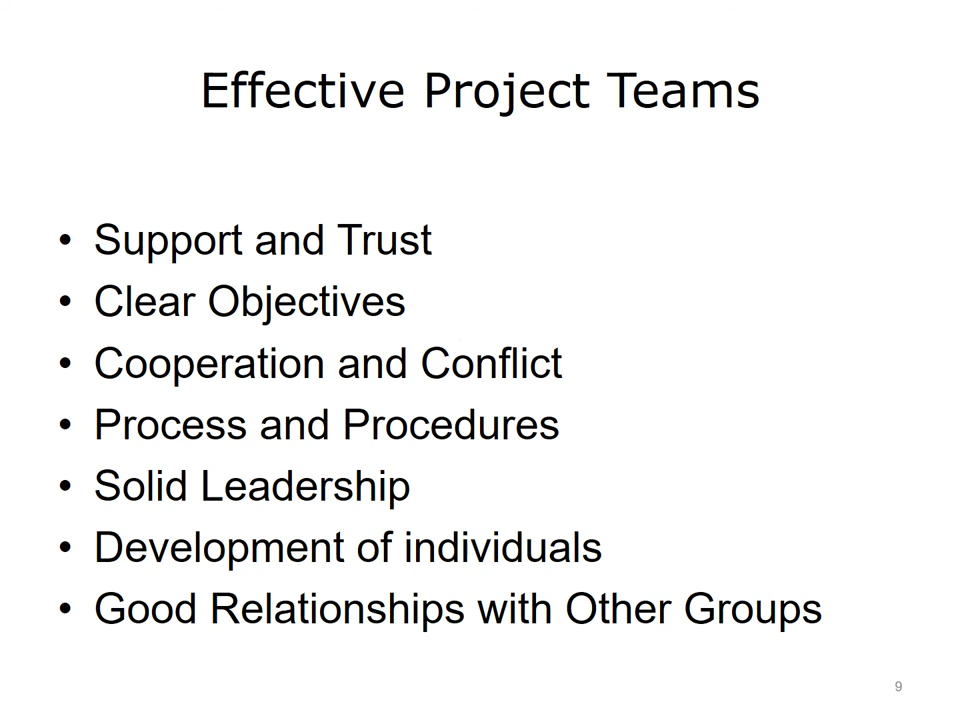 Effective Project Teams
• Support and Trust
• Clear Objectives
• Cooperation and Conflict
• Process and Procedures
• Solid Leadership
• Development of individuals
• Good Relationships with Other Groups
9